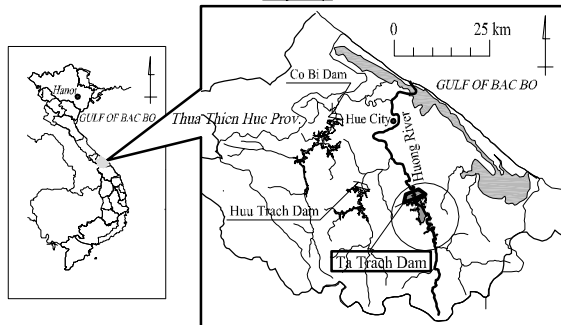 0 25 km
Hanoi
GULF OF BAC BO
GULF OF BAC BO
Co Bi Dam
Thua Thien Huc Prov.
Hue City
Huong River
Huu Trach Dam
Ta Trach Dam